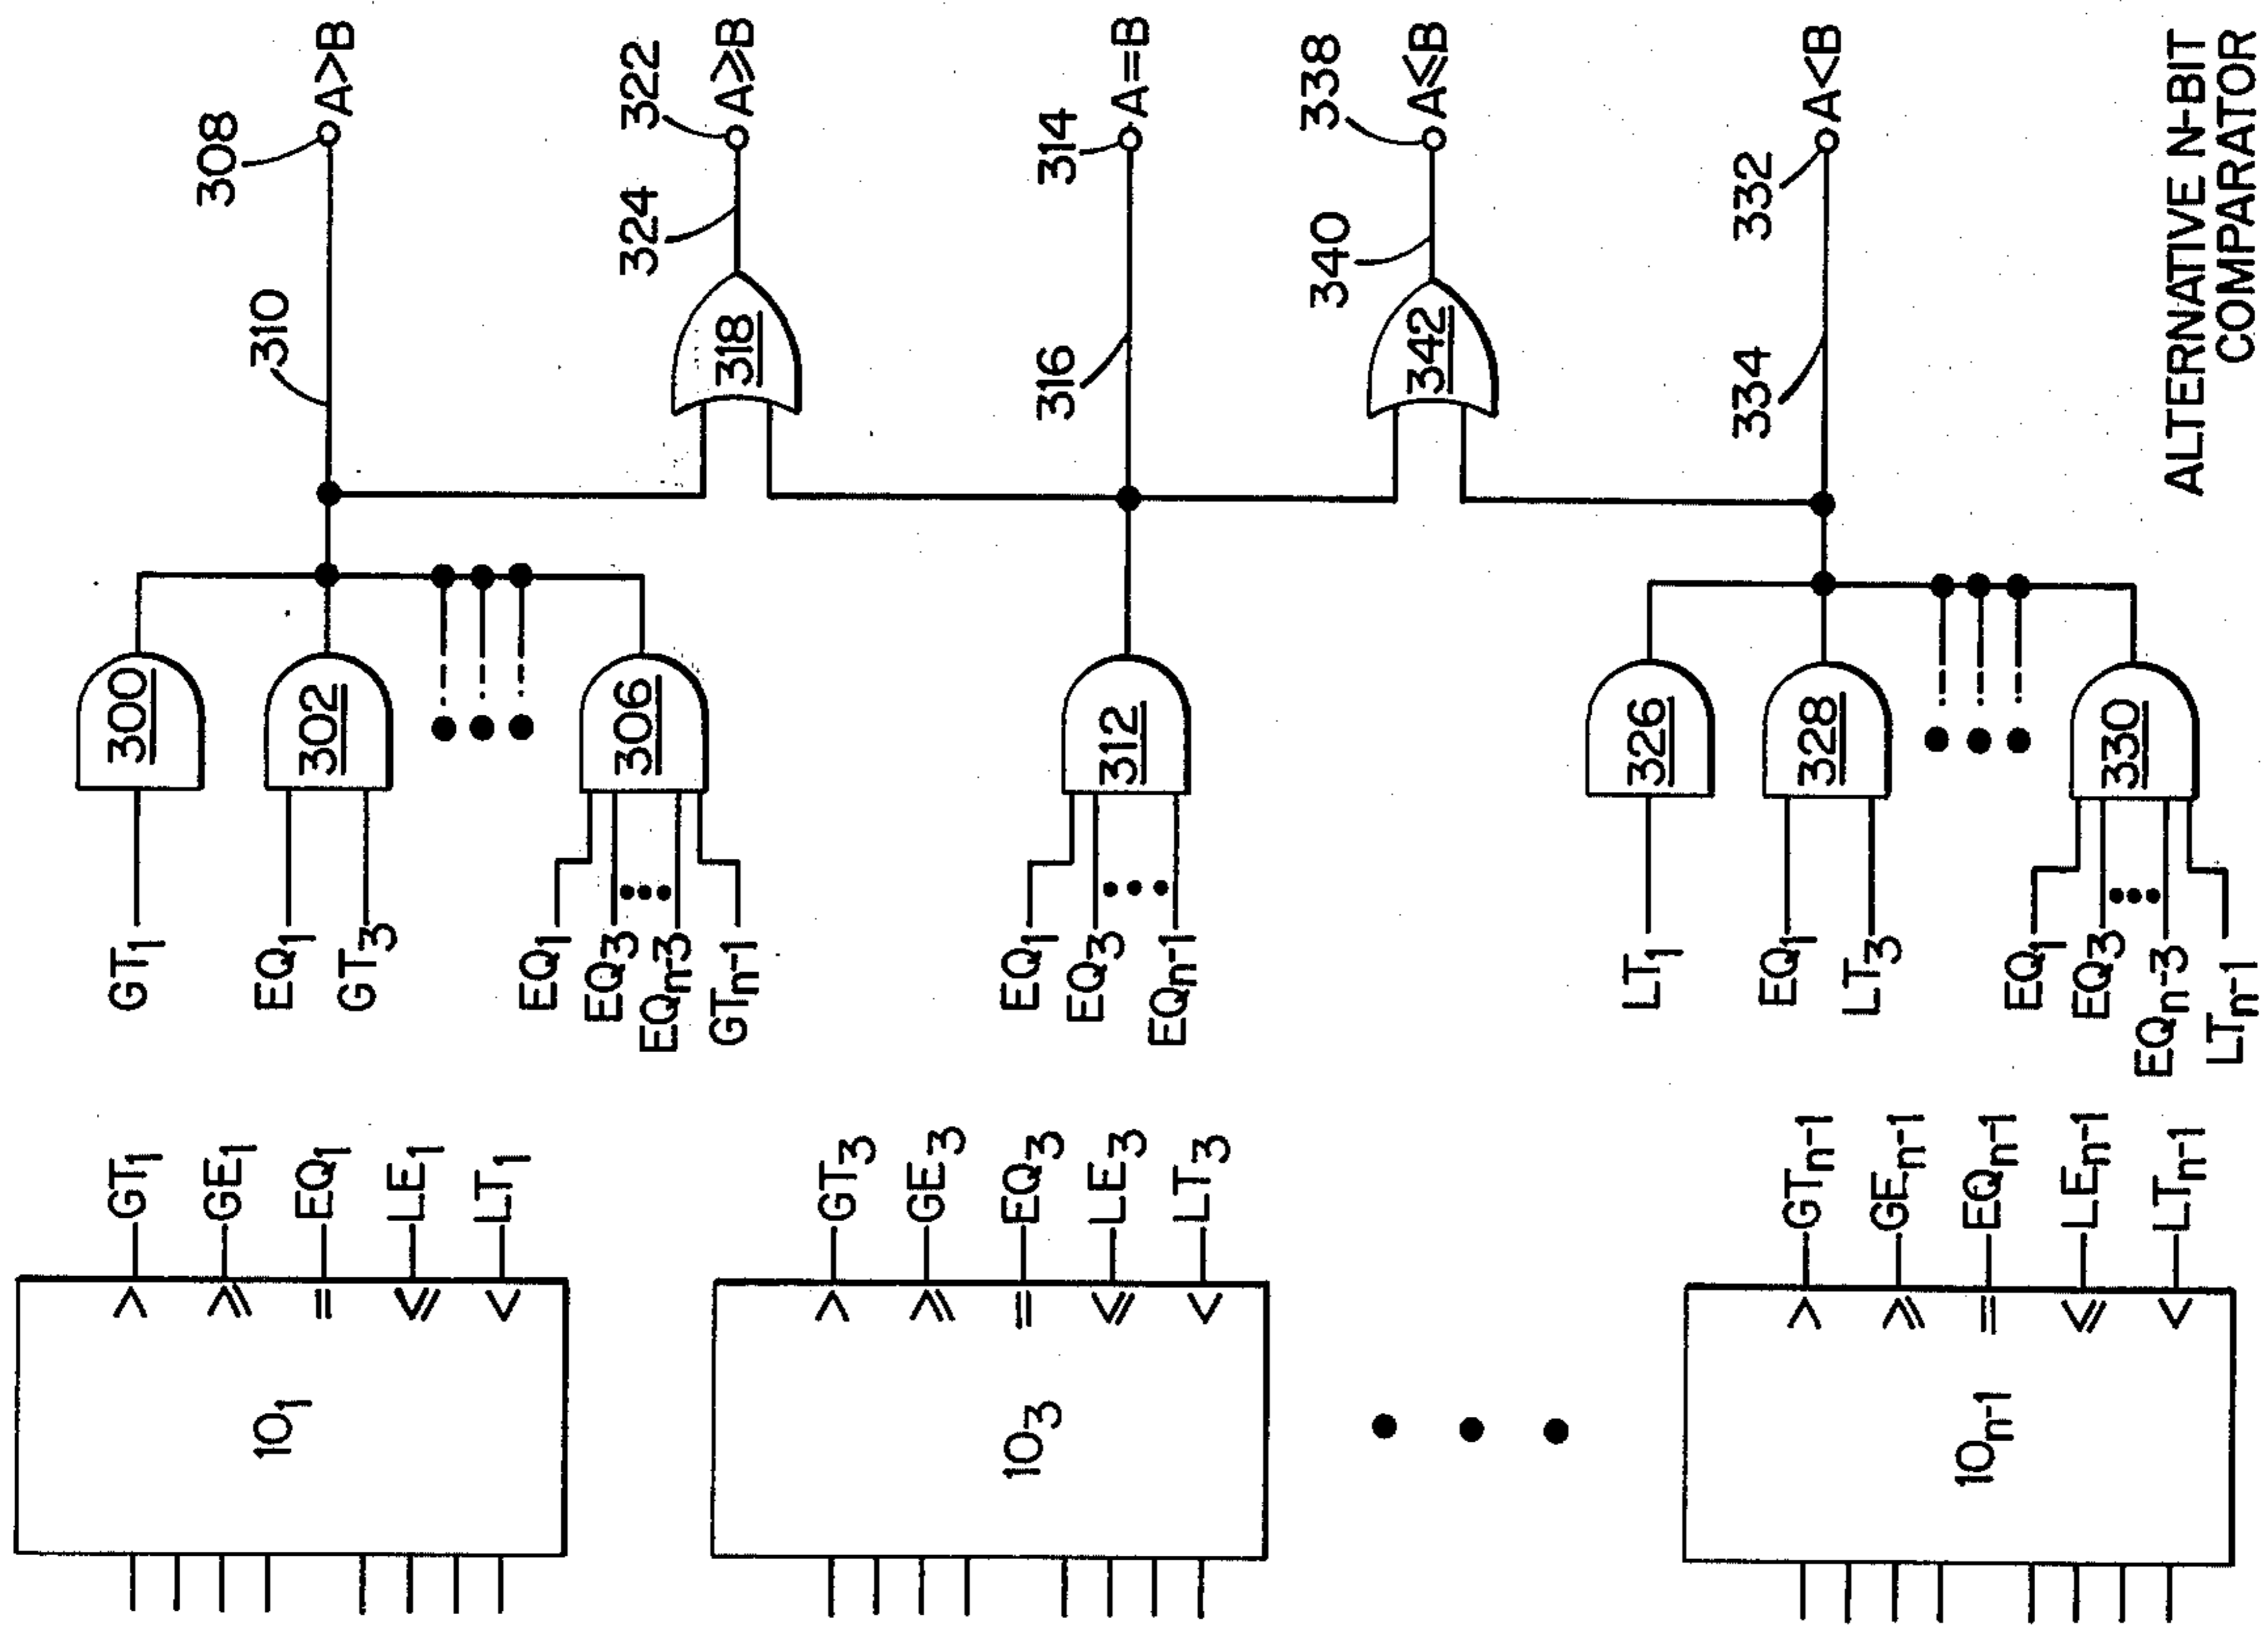 GT1
GE1
EQ1
LE1
LT1
>
≥
=
≤
<
10₁
GT3
GE3
EQ3
LE3
LT3
>
≥
=
≤
<
10₃
GTn-1
GEn-1
EQn-1
LEn-1
LTn-1
>
≥
=
≤
<
10n-1
GT1
300
EQ1
GT3
302
EQ1
EQ3
EQn-3
GTn-1
306
EQ1
EQ3
EQn-1
312
LT1
326
EQ1
LT3
328
EQ1
EQ3
EQn-3
LTn-1
330
310
308
A>B
318
324
322
A≥B
316
314
A=B
342
340
338
A≤B
334
332
A<B
ALTERNATIVE N-BIT
COMPARATOR